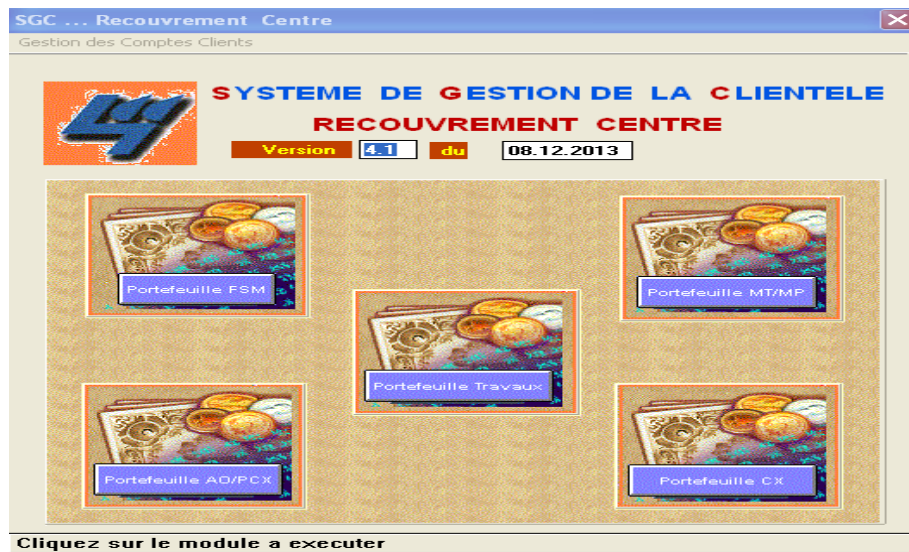 SGC ... Recouvrement Centre
Gestion des Comptes Clients
SYSTEME DE GESTION DE LA CLIENTELE
RECOUVREMENT CENTRE
Version 4.1 du 08.12.2013
Portefeuille FSM
Portefeuille MT/MP
Portefeuille Travaux
Portefeuille AO/PCX
Portefeuille CX
Cliquez sur le module a executer